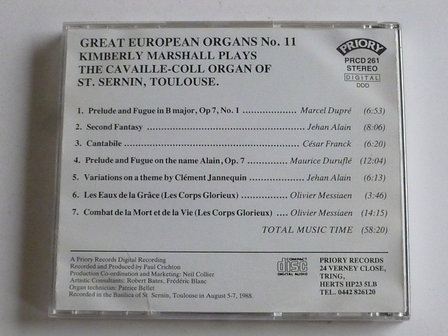 GREAT EUROPEAN ORGANS No. 11
KIMBERLY MARSHALL PLAYS
THE CAVAILLE-COLL ORGAN OF
ST. SERNIN, TOULOUSE.
PRIORY
PRCD 261
STEREO
DIGITAL
DDD
1. Prelude and Fugue in B major, Op 7, No. 1 .................. Marcel Dupré (6:53)
2. Second Fantasy .................. Jehan Alain (8:06)
3. Cantabile .................. César Franck (6:20)
4. Prelude and Fugue on the name Alain, Op. 7 .................. Maurice Duruflé (12:04)
5. Variations on a theme by Clément Jannequin .................. Jehan Alain (6:13)
6. Les Eaux de la Grâce (Les Corps Glorieux) .... Olivier Messiaen (3:46)
7. Combat de la Mort et de la Vie (Les Corps Glorieux) .... Olivier Messiaen (14:15)
TOTAL MUSIC TIME (58:20)
A Priory Records Digital Recording
Recorded and Produced by Paul Crichton
Production Co-ordination and Marketing: Neil Collier
Artistic Consultants: Robert Bates, Frédéric Blanc
Organ technician: Patrice Bellet
Recorded in the Basilica of St. Sernin, Toulouse in August 5-7, 1988.
COMPACT
disc
DIGITAL AUDIO
PRIORY RECORDS
24 VERNEY CLOSE,
TRING,
HERTS HP23 5LB
TEL. 0442 826120